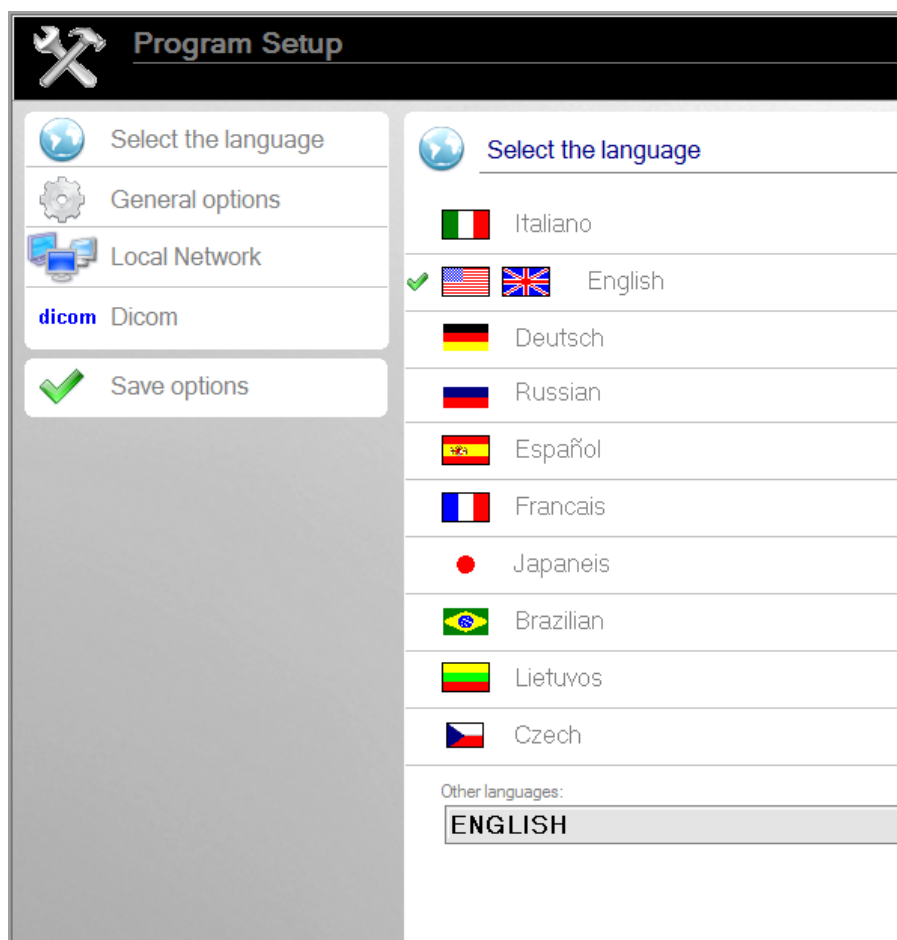 Program Setup
Select the language
General options
Local Network
dicom Dicom
Save options
Select the language
Italiano
English
Deutsch
Russian
Español
Francais
Japaneis
Brazilian
Lietuvos
Czech
Other languages:
ENGLISH